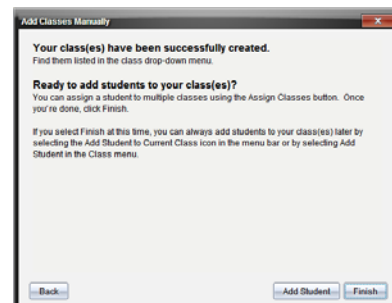 Add Classes Manually
Your class(es) have been successfully created.
Find them listed in the class drop-down menu.
Ready to add students to your class(es)?
You can assign a student to multiple classes using the Assign Classes button. Once
you're done, click Finish.
If you select Finish at this time, you can always add students to your class(es) later by
selecting the Add Student to Current Class icon in the menu bar or by selecting Add
Student in the Class menu.
Back
Add Student
Finish